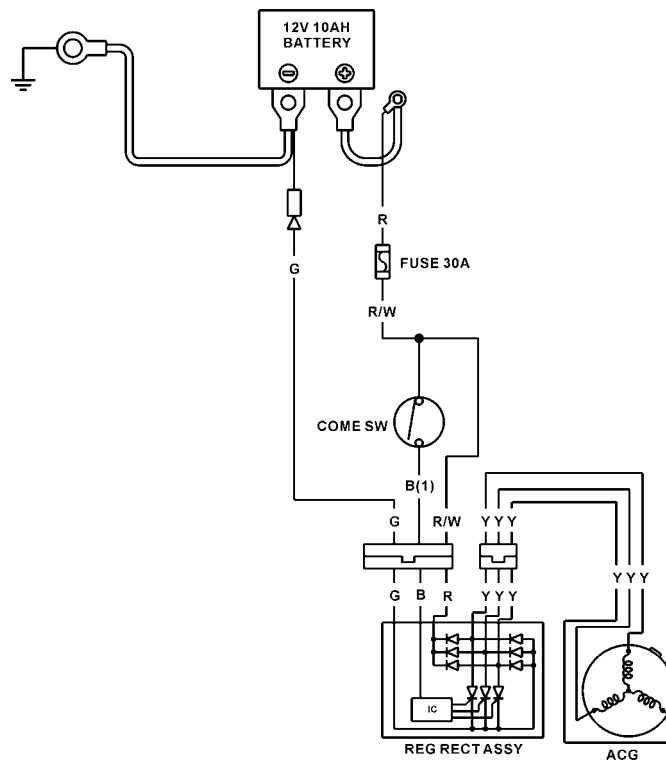 12V 10AH
BATTERY
R
G
FUSE 30A
R/W
COME SW
B(1)
G R/W Y Y Y
Y Y Y
G B R Y Y Y
IC
REG RECT ASSY
ACG